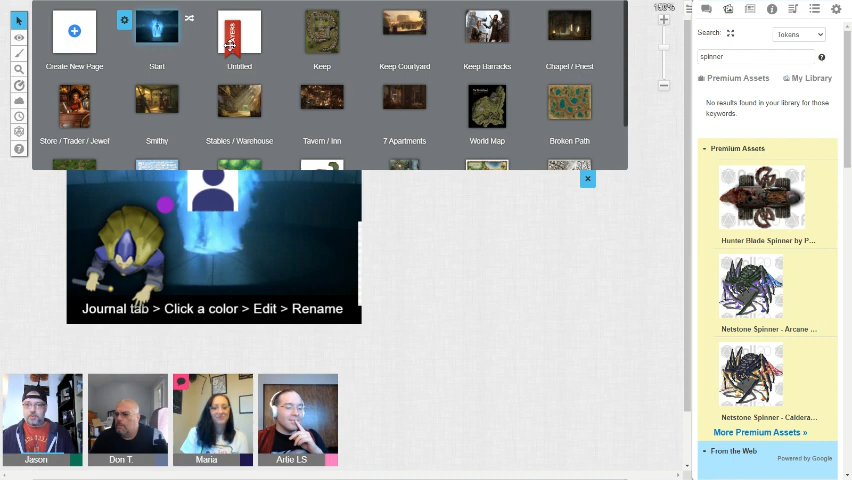 190%
Create New Page
Start
PLAYERS
Untitled
Keep
Keep Courtyard
Keep Barracks
Chapel / Priest
Store / Trader / Jewel
Smithy
Stables / Warehouse
Tavern / Inn
7 Apartments
World Map
Broken Path
Journal tab > Click a color > Edit > Rename
Jason
Don T.
Maria
Artie LS
Search:
Tokens
spinner
Premium Assets
My Library
No results found in your library for those
keywords.
Premium Assets
Hunter Blade Spinner by P...
Netstone Spinner - Arcane ...
Netstone Spinner - Caldera...
More Premium Assets »
From the Web
Powered by Google